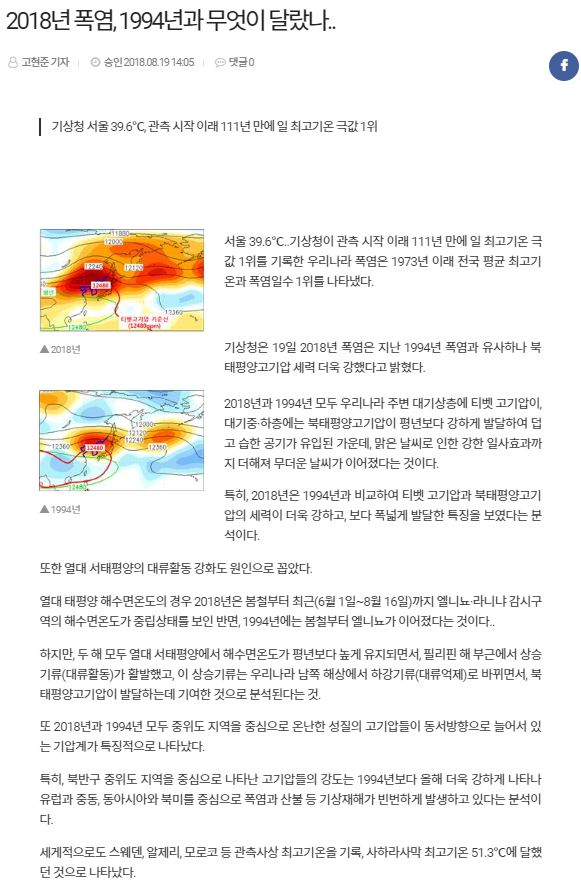 2018년 폭염, 1994년과 무엇이 달랐나..
고현준 기자
승인 2018.08.19 14:05
댓글 0
f
기상청 서울 39.6℃, 관측 시작 이래 111년 만에 일 최고기온 극값 1위
11880
12000
12240
12120
12480
평년
12360
12480
티벳고기압 기준선
(12480gpm)
▲ 2018년
서울 39.6℃..기상청이 관측 시작 이래 111년 만에 일 최고기온 극
값 1위를 기록한 우리나라 폭염은 1973년 이래 전국 평균 최고기
온과 폭염일수 1위를 나타냈다.
기상청은 19일 2018년 폭염은 지난 1994년 폭염과 유사하나 북
태평양고기압 세력 더욱 강했다고 밝혔다.
12000
12120
12240
12360
12480
12360
12480
▲ 1994년
2018년과 1994년 모두 우리나라 주변 대기상층에 티벳 고기압이,
대기중·하층에는 북태평양고기압이 평년보다 강하게 발달하여 덥
고 습한 공기가 유입된 가운데, 맑은 날씨로 인한 강한 일사효과까
지 더해져 무더운 날씨가 이어졌다는 것이다.
특히, 2018년은 1994년과 비교하여 티벳 고기압과 북태평양고기
압의 세력이 더욱 강하고, 보다 폭넓게 발달한 특징을 보였다는 분
석이다.
또한 열대 서태평양의 대류활동 강화도 원인으로 꼽았다.
열대 태평양 해수면온도의 경우 2018년은 봄철부터 최근(6월 1일~8월 16일)까지 엘니뇨·라니냐 감시구
역의 해수면온도가 중립상태를 보인 반면, 1994년에는 봄철부터 엘니뇨가 이어졌다는 것이다..
하지만, 두 해 모두 열대 서태평양에서 해수면온도가 평년보다 높게 유지되면서, 필리핀 해 부근에서 상승
기류(대류활동)가 활발했고, 이 상승기류는 우리나라 남쪽 해상에서 하강기류(대류억제)로 바뀌면서, 북
태평양고기압이 발달하는데 기여한 것으로 분석된다는 것.
또 2018년과 1994년 모두 중위도 지역을 중심으로 온난한 성질의 고기압들이 동서방향으로 늘어서 있
는 기압계가 특징적으로 나타났다.
특히, 북반구 중위도 지역을 중심으로 나타난 고기압들의 강도는 1994년보다 올해 더욱 강하게 나타나
유럽과 중동, 동아시아와 북미를 중심으로 폭염과 산불 등 기상재해가 빈번하게 발생하고 있다는 분석이
다.
세게적으로도 스웨덴, 알제리, 모로코 등 관측사상 최고기온을 기록, 사하라사막 최고기온 51.3℃에 달했
던 것으로 나타났다.